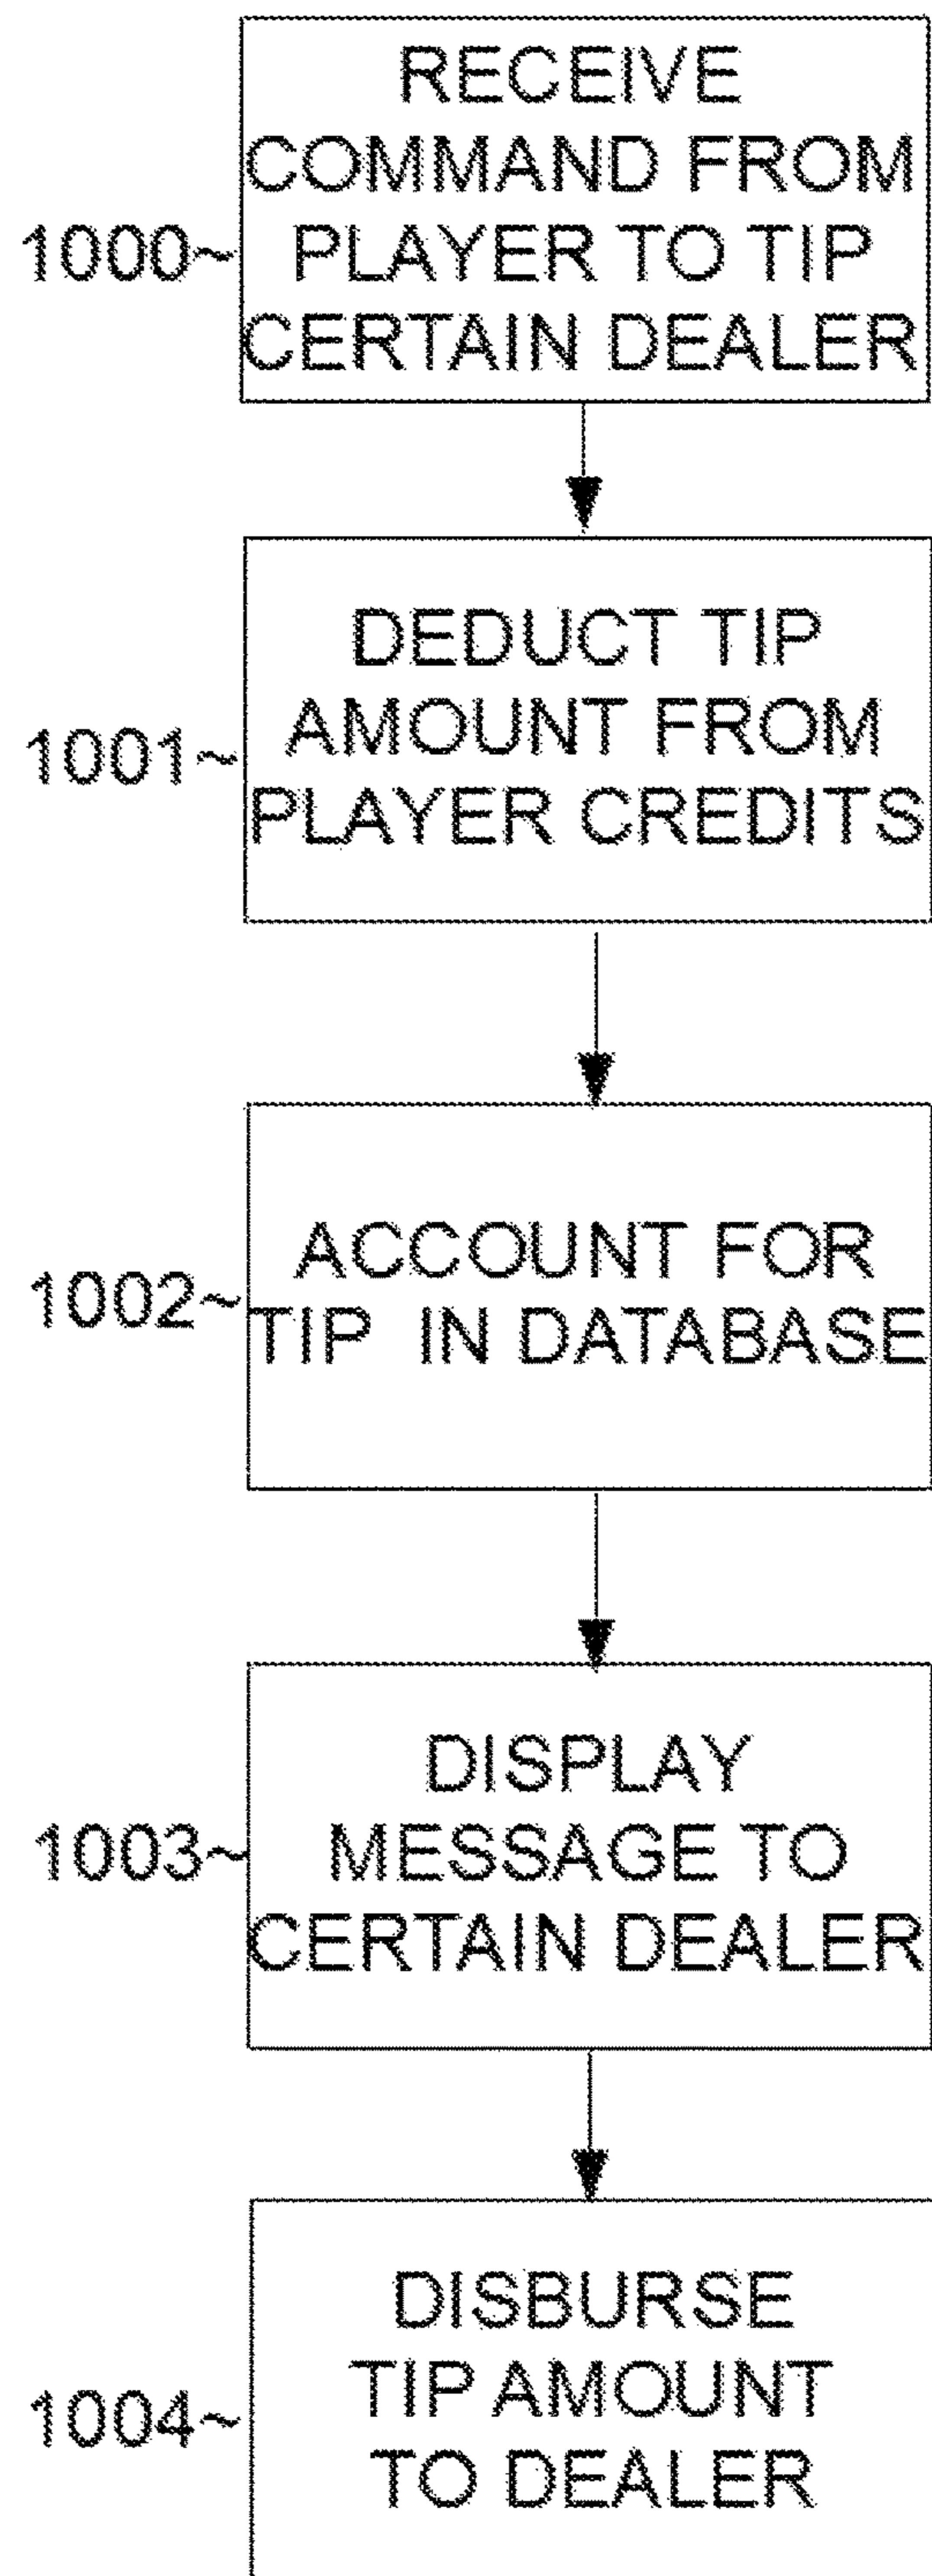 RECEIVE
COMMAND FROM
PLAYER TO TIP
CERTAIN DEALER
1000~
DEDUCT TIP
AMOUNT FROM
PLAYER CREDITS
1001~
ACCOUNT FOR
TIP IN DATABASE
1002~
DISPLAY
MESSAGE TO
CERTAIN DEALER
1003~
DISBURSE
TIP AMOUNT
TO DEALER
1004~